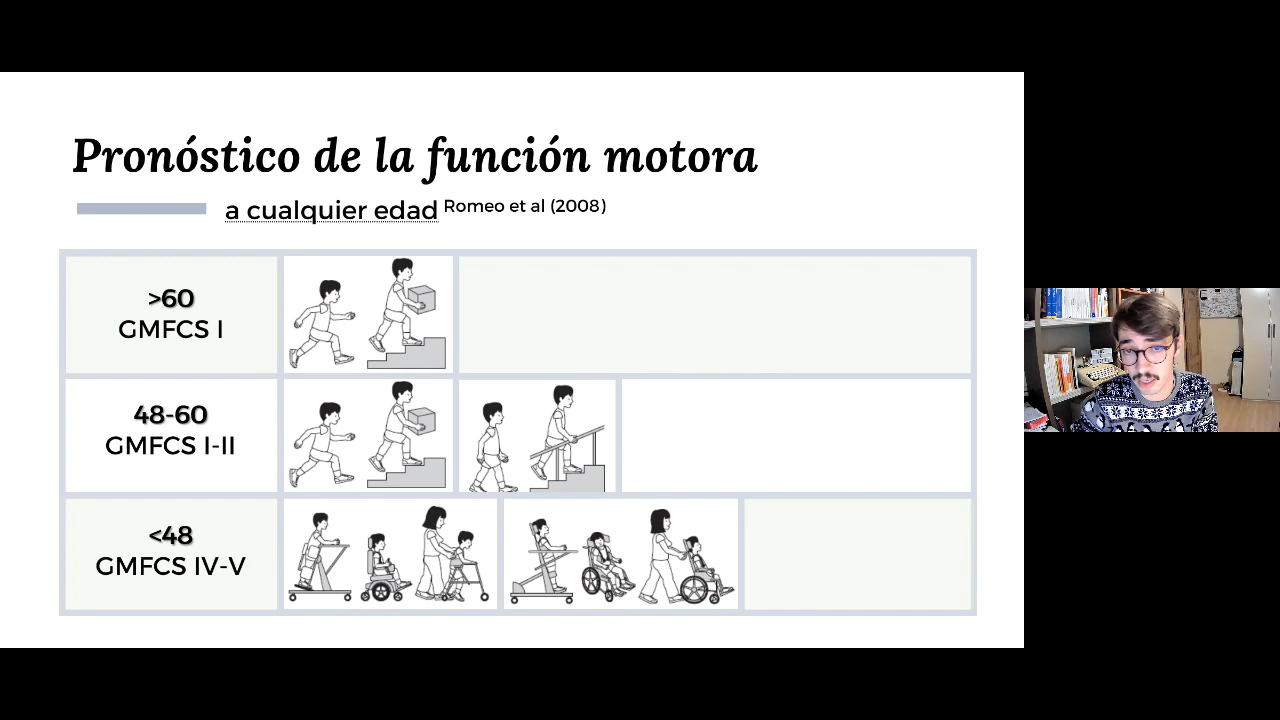 Pronóstico de la función motora
a cualquier edad Romeo et al (2008)
>60
GMFCS I
48-60
GMFCS I-II
<48
GMFCS IV-V